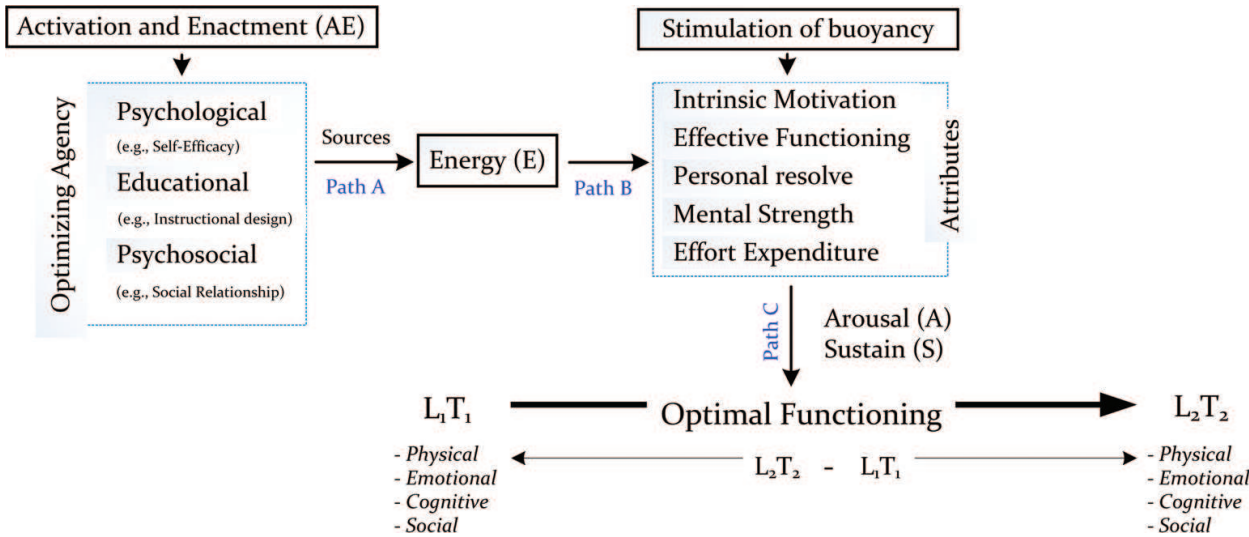 Activation and Enactment (AE)
Optimizing Agency
Psychological
(e.g., Self-Efficacy)
Educational
(e.g., Instructional design)
Psychosocial
(e.g., Social Relationship)
Sources
Path A
Energy (E)
Path B
Stimulation of buoyancy
Intrinsic Motivation
Effective Functioning
Personal resolve
Mental Strength
Effort Expenditure
Attributes
Path C
Arousal (A)
Sustain (S)
L₁T₁
Optimal Functioning
L₂T₂
- Physical
- Emotional
- Cognitive
- Social
L₂T₂ - L₁T₁
- Physical
- Emotional
- Cognitive
- Social